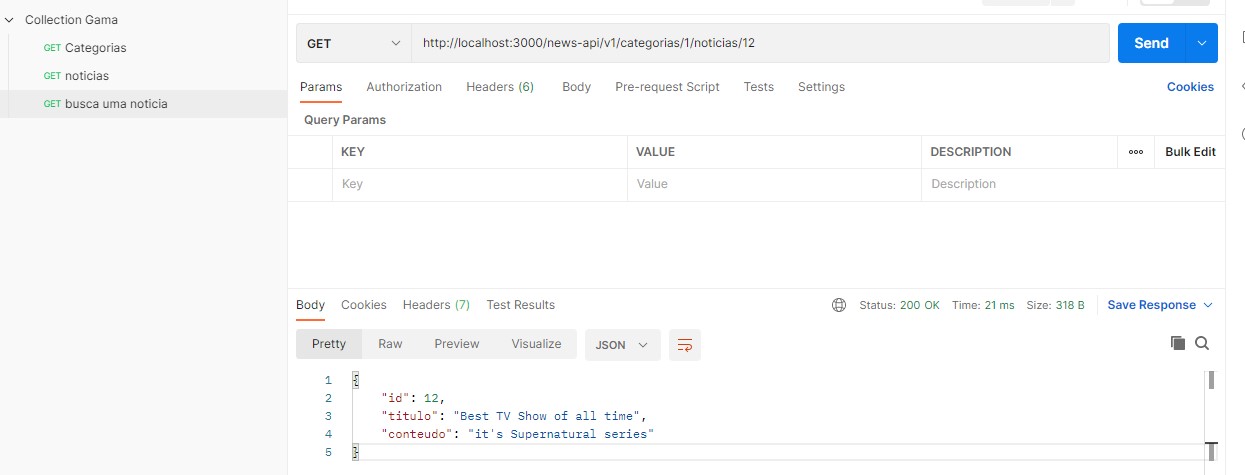 Collection Gama
GET Categorias
GET noticias
GET busca uma noticia
GET http://localhost:3000/news-api/v1/categorias/1/noticias/12 Send
Params Authorization Headers (6) Body Pre-request Script Tests Settings Cookies
Query Params
KEY VALUE DESCRIPTION Bulk Edit
Key Value Description
Body Cookies Headers (7) Test Results Status: 200 OK Time: 21 ms Size: 318 B Save Response
Pretty Raw Preview Visualize JSON
1 {
2 "id": 12,
3 "titulo": "Best TV Show of all time",
4 "conteudo": "it's Supernatural series"
5 }